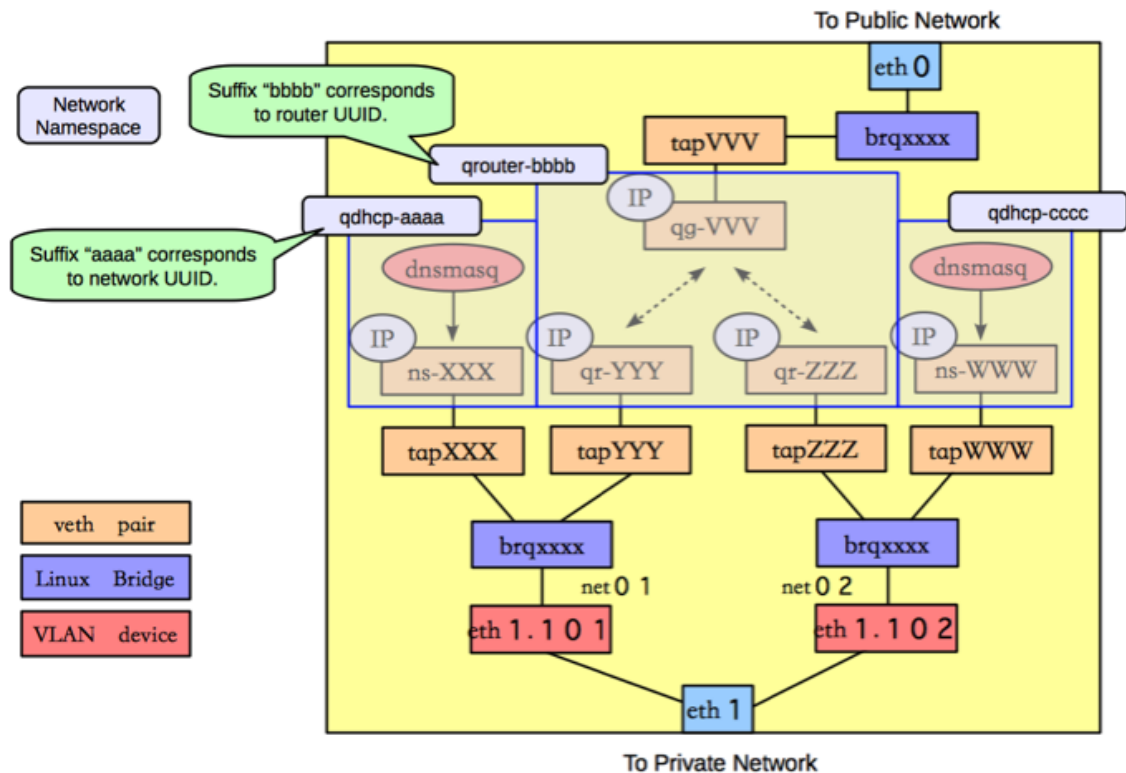 To Public Network
eth 0
Suffix “bbbb” corresponds
to router UUID.
Network
Namespace
tapVVV
brqxxxx
qrouter-bbbb
IP
qdhcp-aaaa
qdhcp-cccc
qg-VVV
Suffix “aaaa” corresponds
to network UUID.
dnsmasq
dnsmasq
IP
IP
IP
IP
ns-XXX
qr-YYY
qr-ZZZ
ns-WWW
tapXXX
tapYYY
tapZZZ
tapWWW
veth pair
brqxxxx
brqxxxx
Linux Bridge
net 0 1
net 0 2
VLAN device
eth 1 . 1 0 1
eth 1 . 1 0 2
eth 1
To Private Network